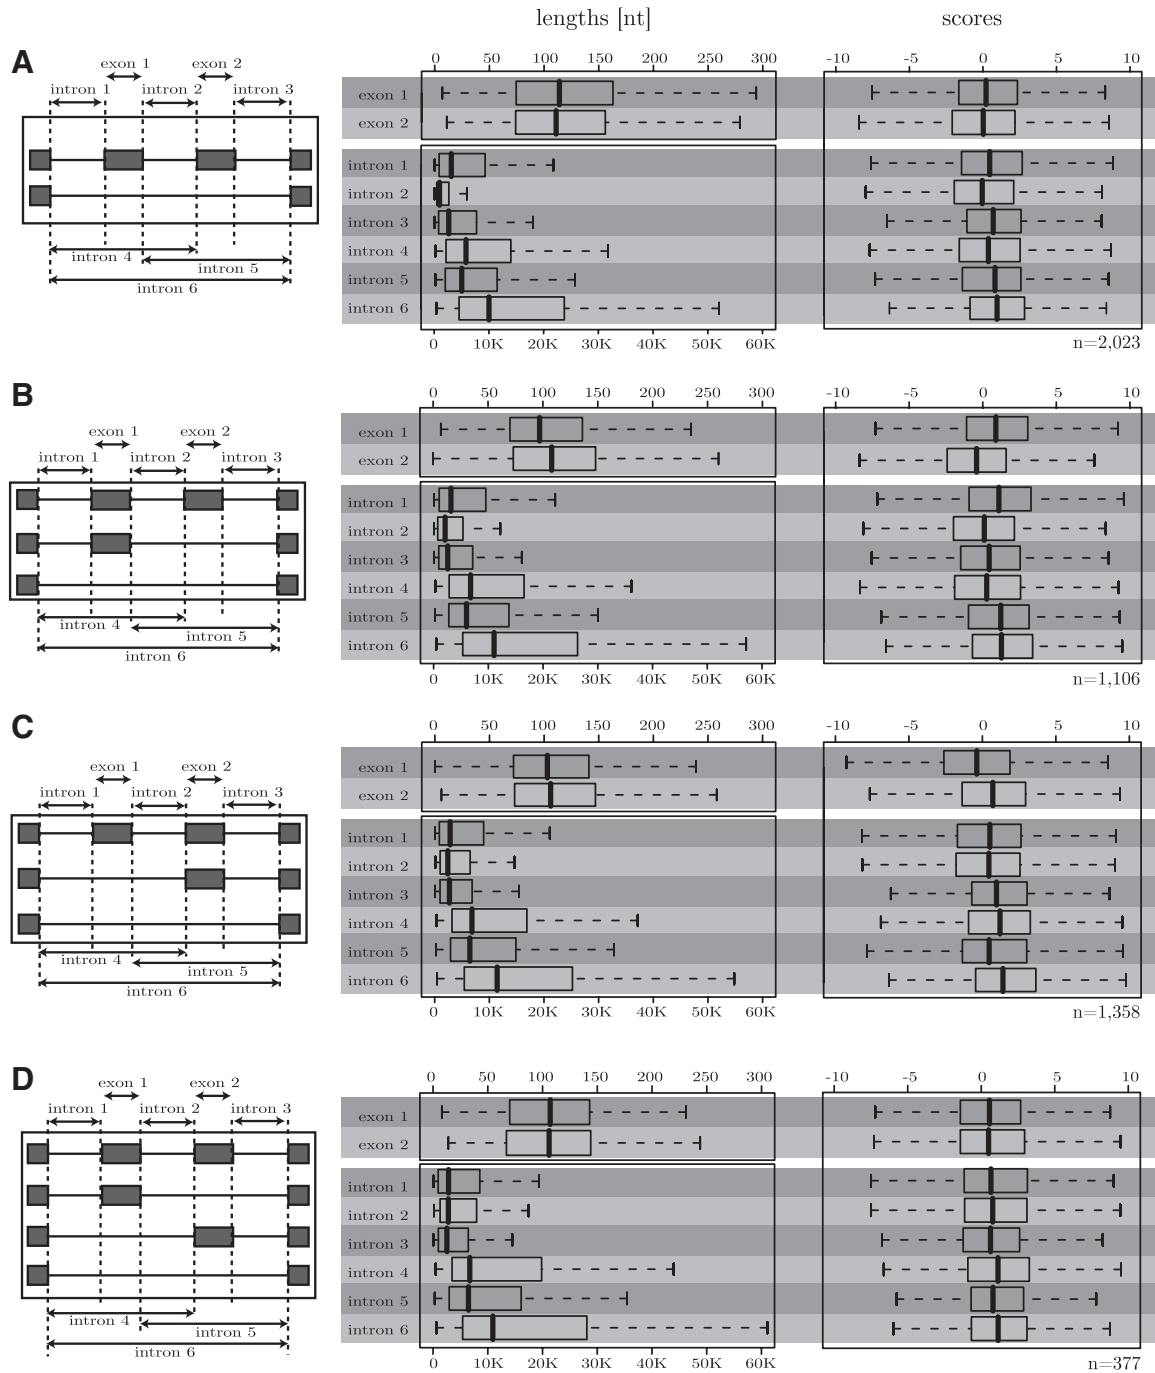 lengths [nt] scores
A
exon 1 exon 2
intron 1 intron 2 intron 3
intron 4
intron 5
intron 6
0 50 100 150 200 250 300
-10 -5 0 5 10
exon 1
exon 2
intron 1
intron 2
intron 3
intron 4
intron 5
intron 6
0 10K 20K 30K 40K 50K 60K
n=2,023
B
exon 1 exon 2
intron 1 intron 2 intron 3
intron 4
intron 5
intron 6
0 50 100 150 200 250 300
-10 -5 0 5 10
exon 1
exon 2
intron 1
intron 2
intron 3
intron 4
intron 5
intron 6
0 10K 20K 30K 40K 50K 60K
n=1,106
C
exon 1 exon 2
intron 1 intron 2 intron 3
intron 4
intron 5
intron 6
0 50 100 150 200 250 300
-10 -5 0 5 10
exon 1
exon 2
intron 1
intron 2
intron 3
intron 4
intron 5
intron 6
0 10K 20K 30K 40K 50K 60K
n=1,358
D
exon 1 exon 2
intron 1 intron 2 intron 3
intron 4
intron 5
intron 6
0 50 100 150 200 250 300
-10 -5 0 5 10
exon 1
exon 2
intron 1
intron 2
intron 3
intron 4
intron 5
intron 6
0 10K 20K 30K 40K 50K 60K
n=377